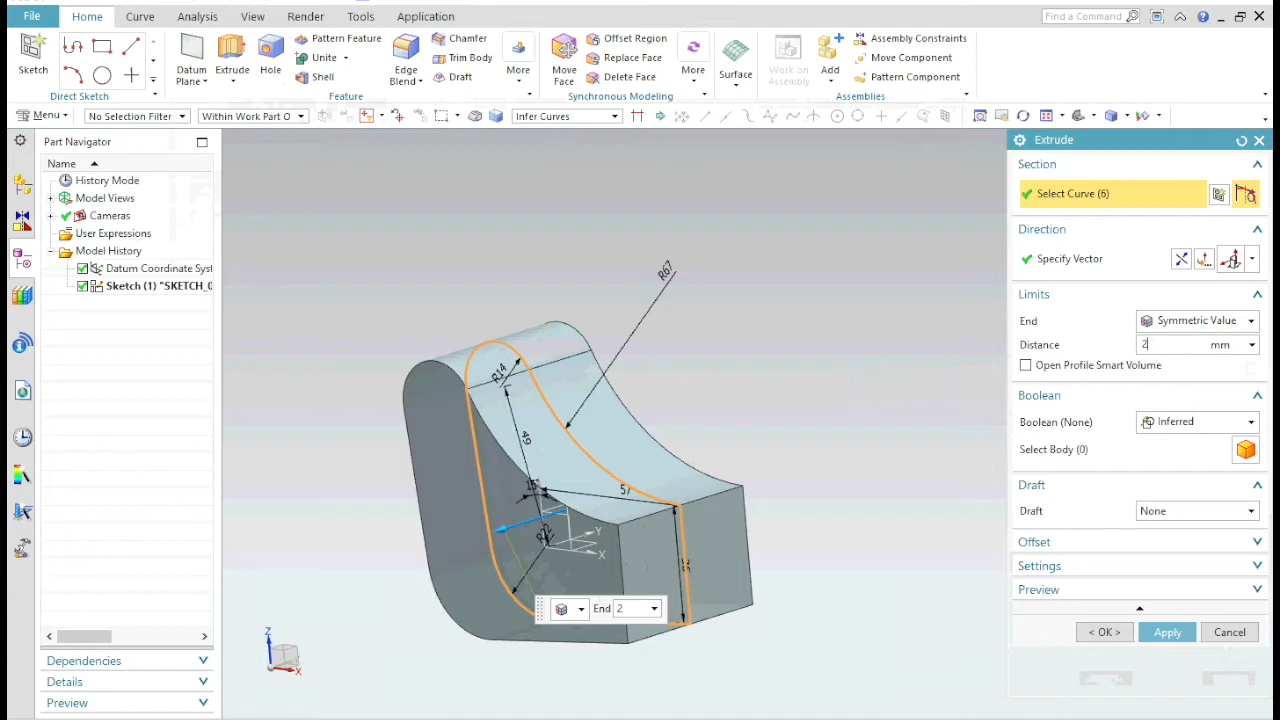 File Home Curve Analysis View Render Tools Application Find a Command
Sketch
Direct Sketch
Datum Plane
Extrude
Hole
Pattern Feature
Unite
Shell
Edge Blend
Chamfer
Trim Body
Draft
More
Feature
Move Face
Offset Region
Replace Face
Delete Face
More
Synchronous Modeling
Surface
Work on Assembly
Add
Assembly Constraints
Move Component
Pattern Component
Assemblies
Menu No Selection Filter Within Work Part O Infer Curves
Part Navigator
Name
History Mode
Model Views
Cameras
User Expressions
Model History
Datum Coordinate Syst
Sketch (1) "SKETCH_0
Dependencies
Details
Preview
R67
R14
49
15°
57
R22
Y
X
End 2
Z
X
Extrude
Section
Select Curve (6)
Direction
Specify Vector
Limits
End Symmetric Value
Distance 2 mm
Open Profile Smart Volume
Boolean
Boolean (None) Inferred
Select Body (0)
Draft
Draft None
Offset
Settings
Preview
< OK > Apply Cancel